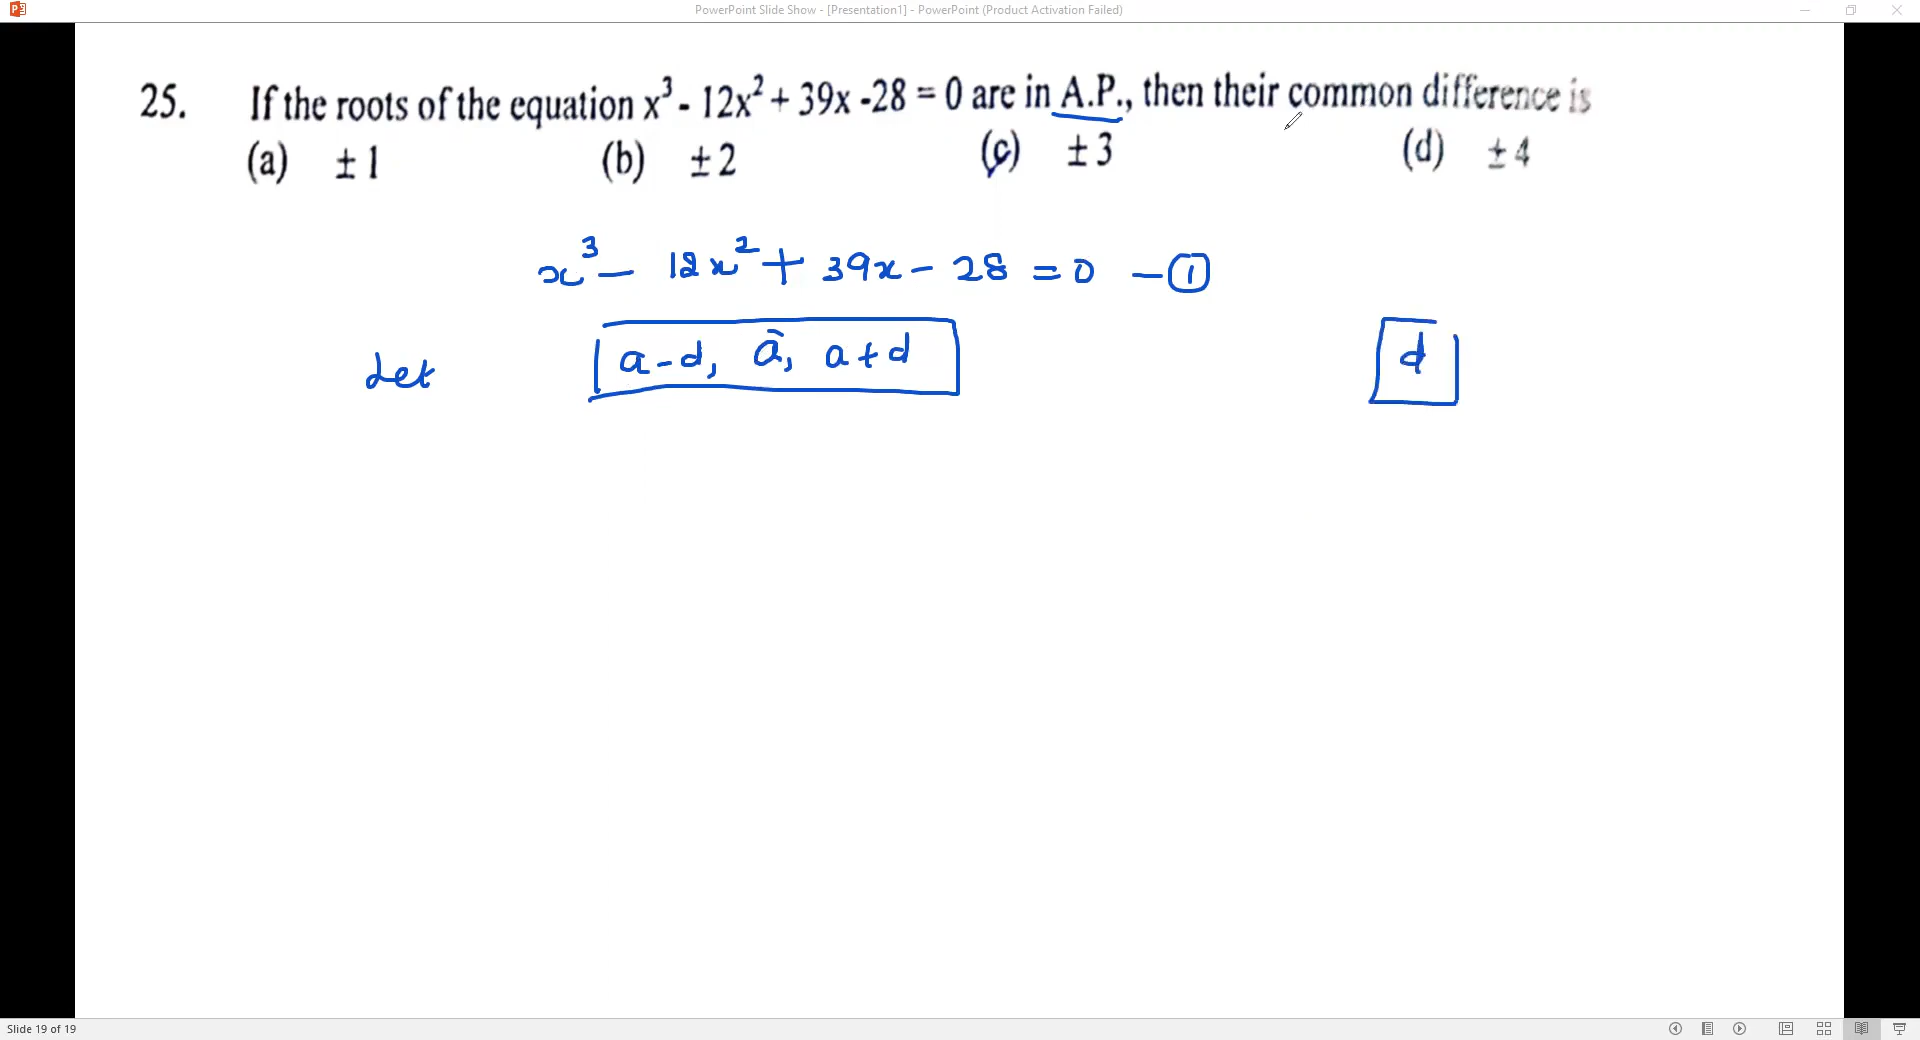 PowerPoint Slide Show - [Presentation1] - PowerPoint (Product Activation Failed)
25. If the roots of the equation x³ - 12x² + 39x -28 = 0 are in A.P., then their common difference is
(a) ± 1 (b) ± 2 (c) ± 3 (d) ± 4
x³ - 12x² + 39x - 28 = 0 - ①
Let a-d, a, a+d d
Slide 19 of 19